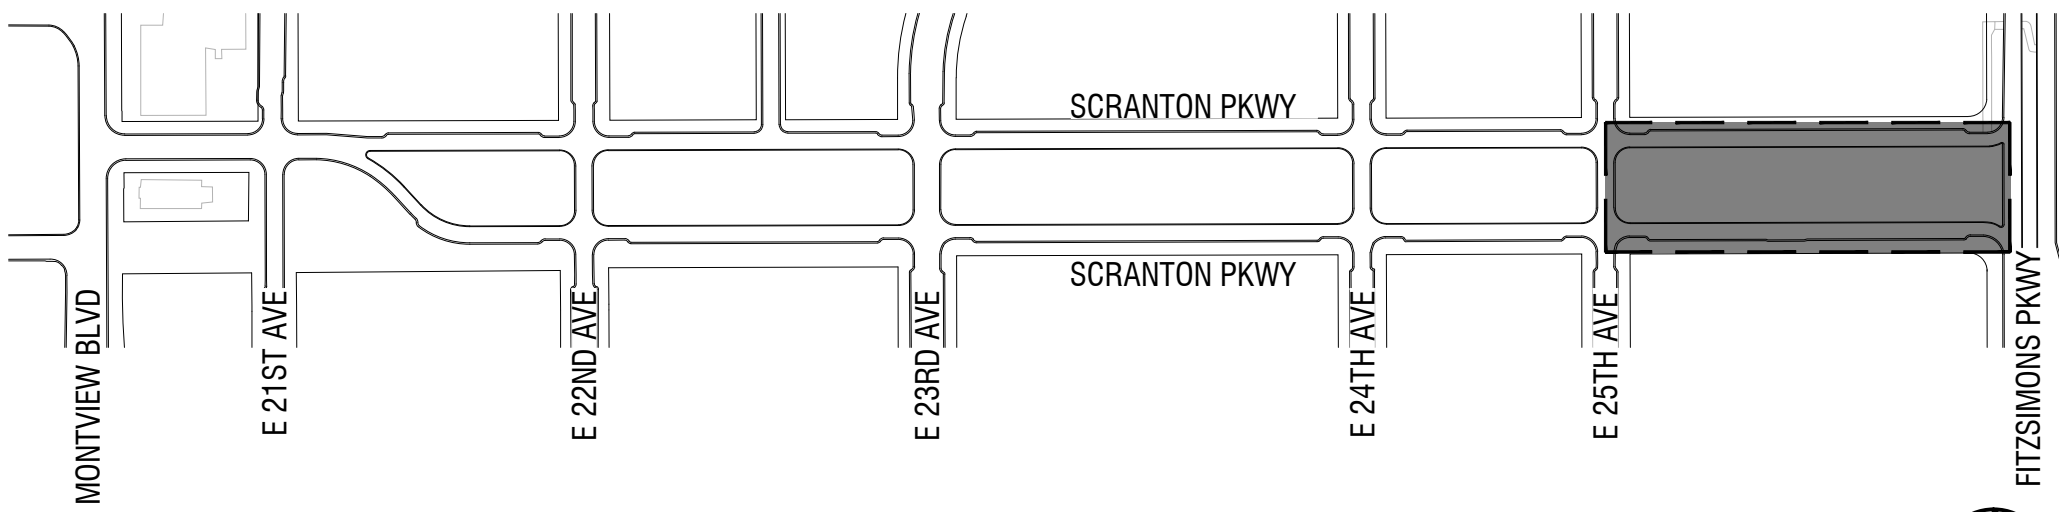 SCRANTON PKWY
SCRANTON PKWY
MONTVIEW BLVD
E 21ST AVE
E 22ND AVE
E 23RD AVE
E 24TH AVE
E 25TH AVE
FITZSIMONS PKWY